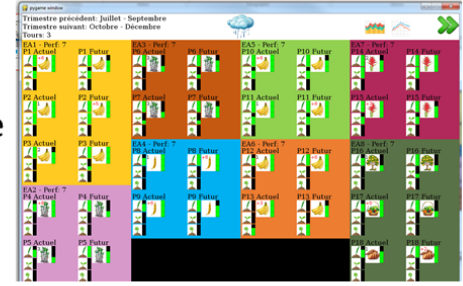 pygame window
Trimestre précédent: Juillet - Septembre
Trimestre suivant: Octobre - Décembre
Tours: 3
EA1 - Perf: 7
P1 Actuel P1 Futur
P2 Actuel P2 Futur
P3 Actuel P3 Futur
EA2 - Perf: 7
P4 Actuel P4 Futur
P5 Actuel P5 Futur
EA3 - Perf: 7
P6 Actuel P6 Futur
P7 Actuel P7 Futur
EA4 - Perf: 7
P8 Actuel P8 Futur
P9 Actuel P9 Futur
EA5 - Perf: 7
P10 Actuel P10 Futur
P11 Actuel P11 Futur
EA6 - Perf: 7
P12 Actuel P12 Futur
P13 Actuel P13 Futur
EA7 - Perf: 7
P14 Actuel P14 Futur
P15 Actuel P15 Futur
EA8 - Perf: 7
P16 Actuel P16 Futur
P17 Actuel P17 Futur
P18 Actuel P18 Futur